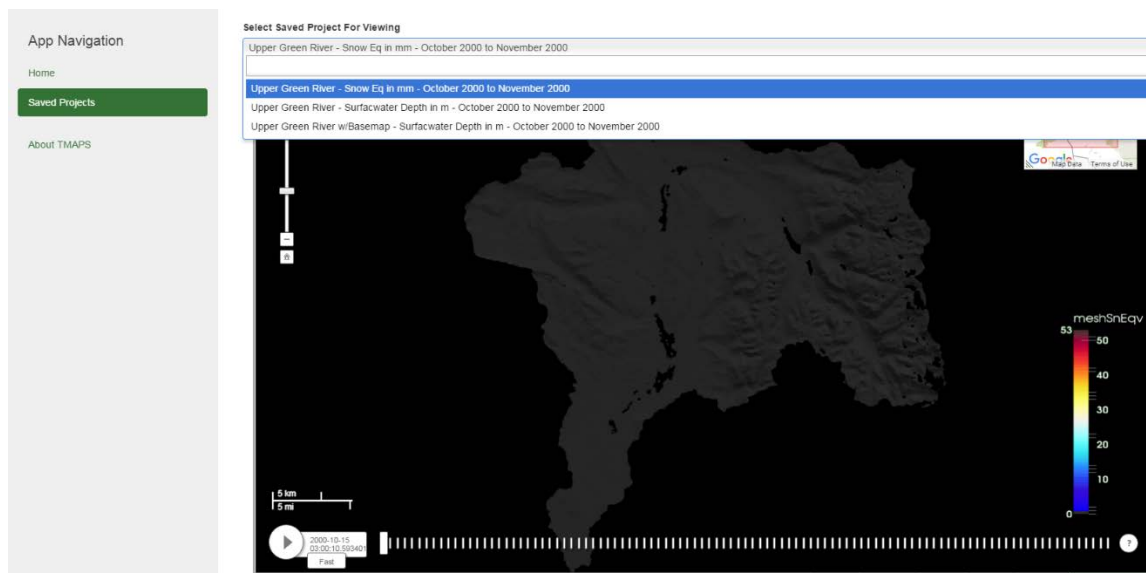 App Navigation
Home
Saved Projects
About TMAPS
Select Saved Project For Viewing
Upper Green River - Snow Eq in mm - October 2000 to November 2000
Upper Green River - Snow Eq in mm - October 2000 to November 2000
Upper Green River - Surfacwater Depth in m - October 2000 to November 2000
Upper Green River w/Basemap - Surfacwater Depth in m - October 2000 to November 2000
Google
Map Data Terms of Use
meshSnEqv
53
50
40
30
20
10
0
5 km
5 mi
2000-10-15
03:00:10.593401
Fast
?